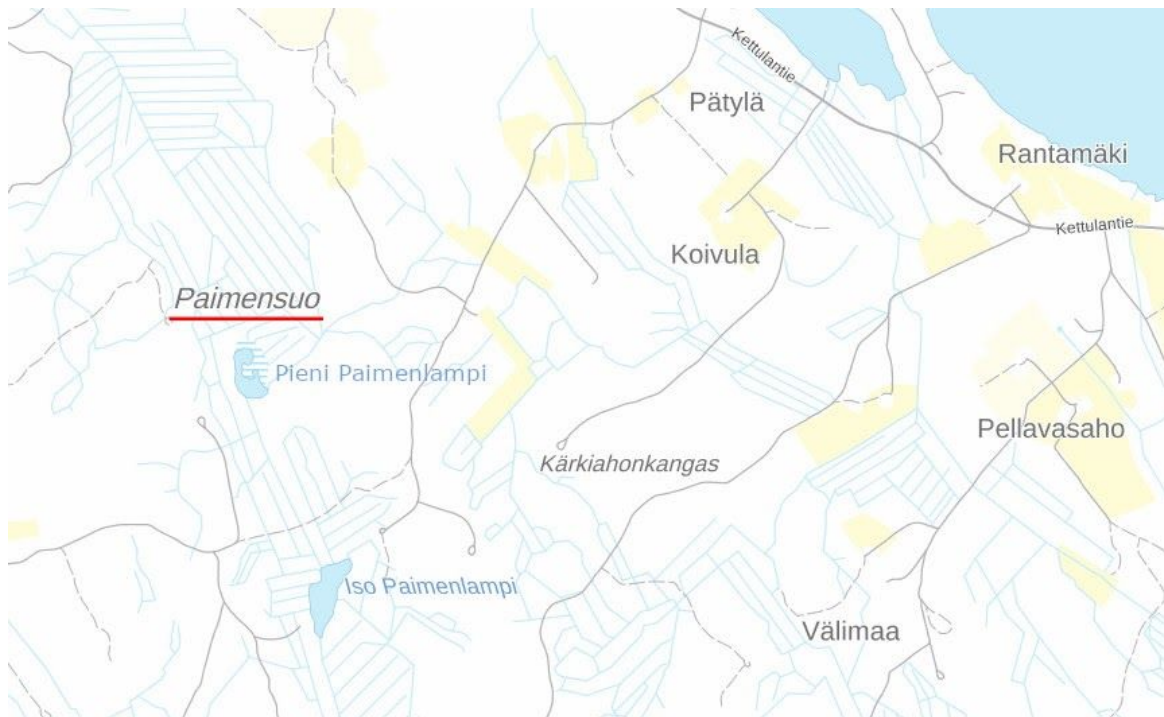 Kettulantie
Pätylä
Rantamäki
Kettulantie
Koivula
Paimensuo
Pieni Paimenlampi
Pellavasaho
Kärkiahonkangas
Iso Paimenlampi
Välimaa